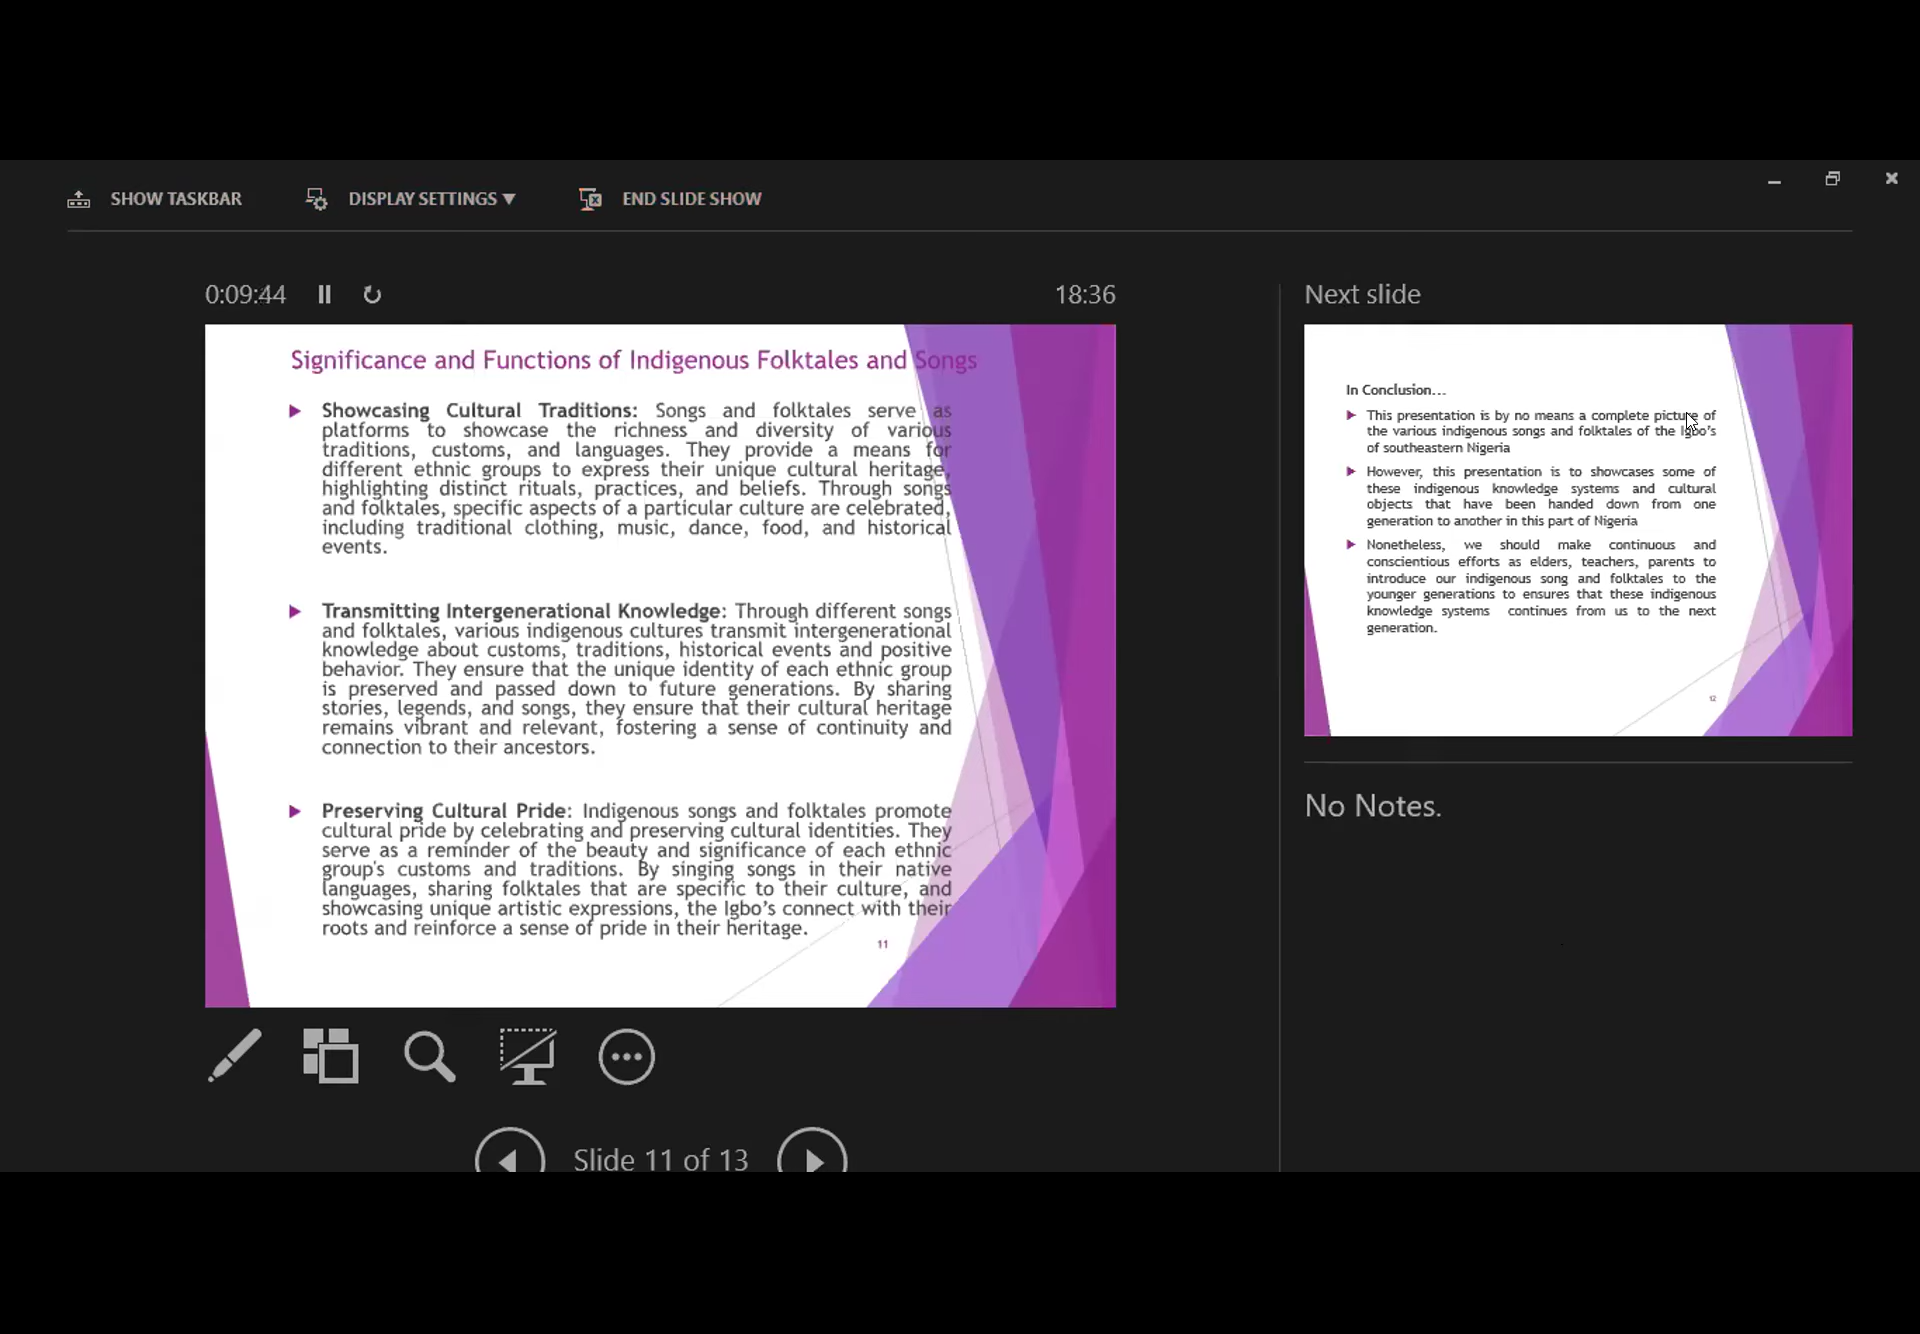 SHOW TASKBAR
DISPLAY SETTINGS ▼
END SLIDE SHOW
0:09:44
18:36
Significance and Functions of Indigenous Folktales and Songs
Showcasing Cultural Traditions: Songs and folktales serve as
platforms to showcase the richness and diversity of various
traditions, customs, and languages. They provide a means for
different ethnic groups to express their unique cultural heritage,
highlighting distinct rituals, practices, and beliefs. Through songs
and folktales, specific aspects of a particular culture are celebrated,
including traditional clothing, music, dance, food, and historical
events.
Transmitting Intergenerational Knowledge: Through different songs
and folktales, various indigenous cultures transmit intergenerational
knowledge about customs, traditions, historical events and positive
behavior. They ensure that the unique identity of each ethnic group
is preserved and passed down to future generations. By sharing
stories, legends, and songs, they ensure that their cultural heritage
remains vibrant and relevant, fostering a sense of continuity and
connection to their ancestors.
Preserving Cultural Pride: Indigenous songs and folktales promote
cultural pride by celebrating and preserving cultural identities. They
serve as a reminder of the beauty and significance of each ethnic
group's customs and traditions. By singing songs in their native
languages, sharing folktales that are specific to their culture, and
showcasing unique artistic expressions, the Igbo's connect with their
roots and reinforce a sense of pride in their heritage.
11
Slide 11 of 13
Next slide
In Conclusion...
This presentation is by no means a complete picture of
the various indigenous songs and folktales of the Igbo's
of southeastern Nigeria
However, this presentation is to showcases some of
these indigenous knowledge systems and cultural
objects that have been handed down from one
generation to another in this part of Nigeria
Nonetheless, we should make continuous and
conscientious efforts as elders, teachers, parents to
introduce our indigenous song and folktales to the
younger generations to ensures that these indigenous
knowledge systems continues from us to the next
generation.
12
No Notes.